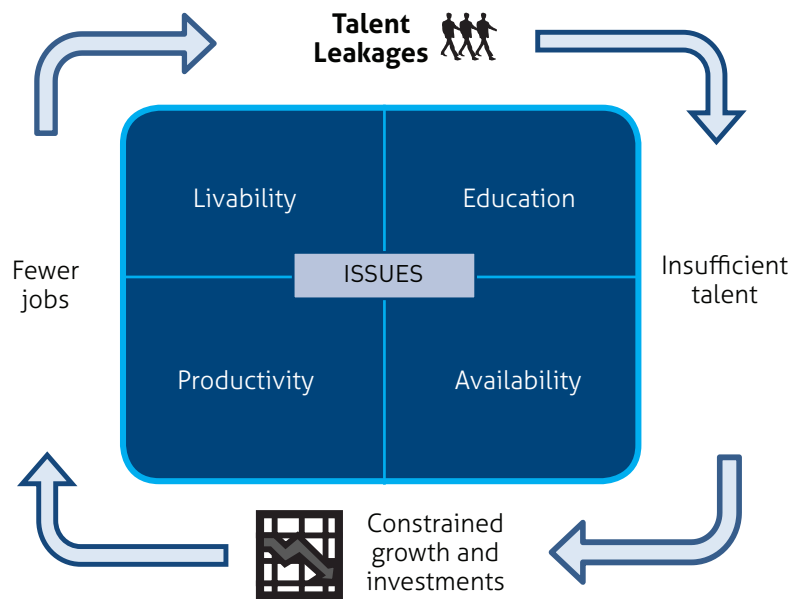 Talent
Leakages
Livability
Education
ISSUES
Fewer
jobs
Insufficient
talent
Productivity
Availability
Constrained
growth and
investments